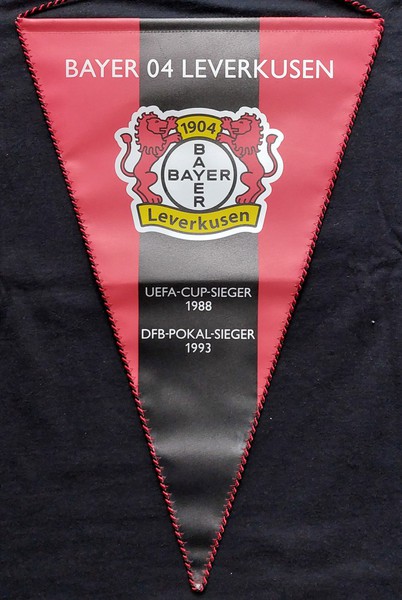 BAYER 04 LEVERKUSEN
1904
BAYER
BAYER
Leverkusen
UEFA-CUP-SIEGER
1988
DFB-POKAL-SIEGER
1993